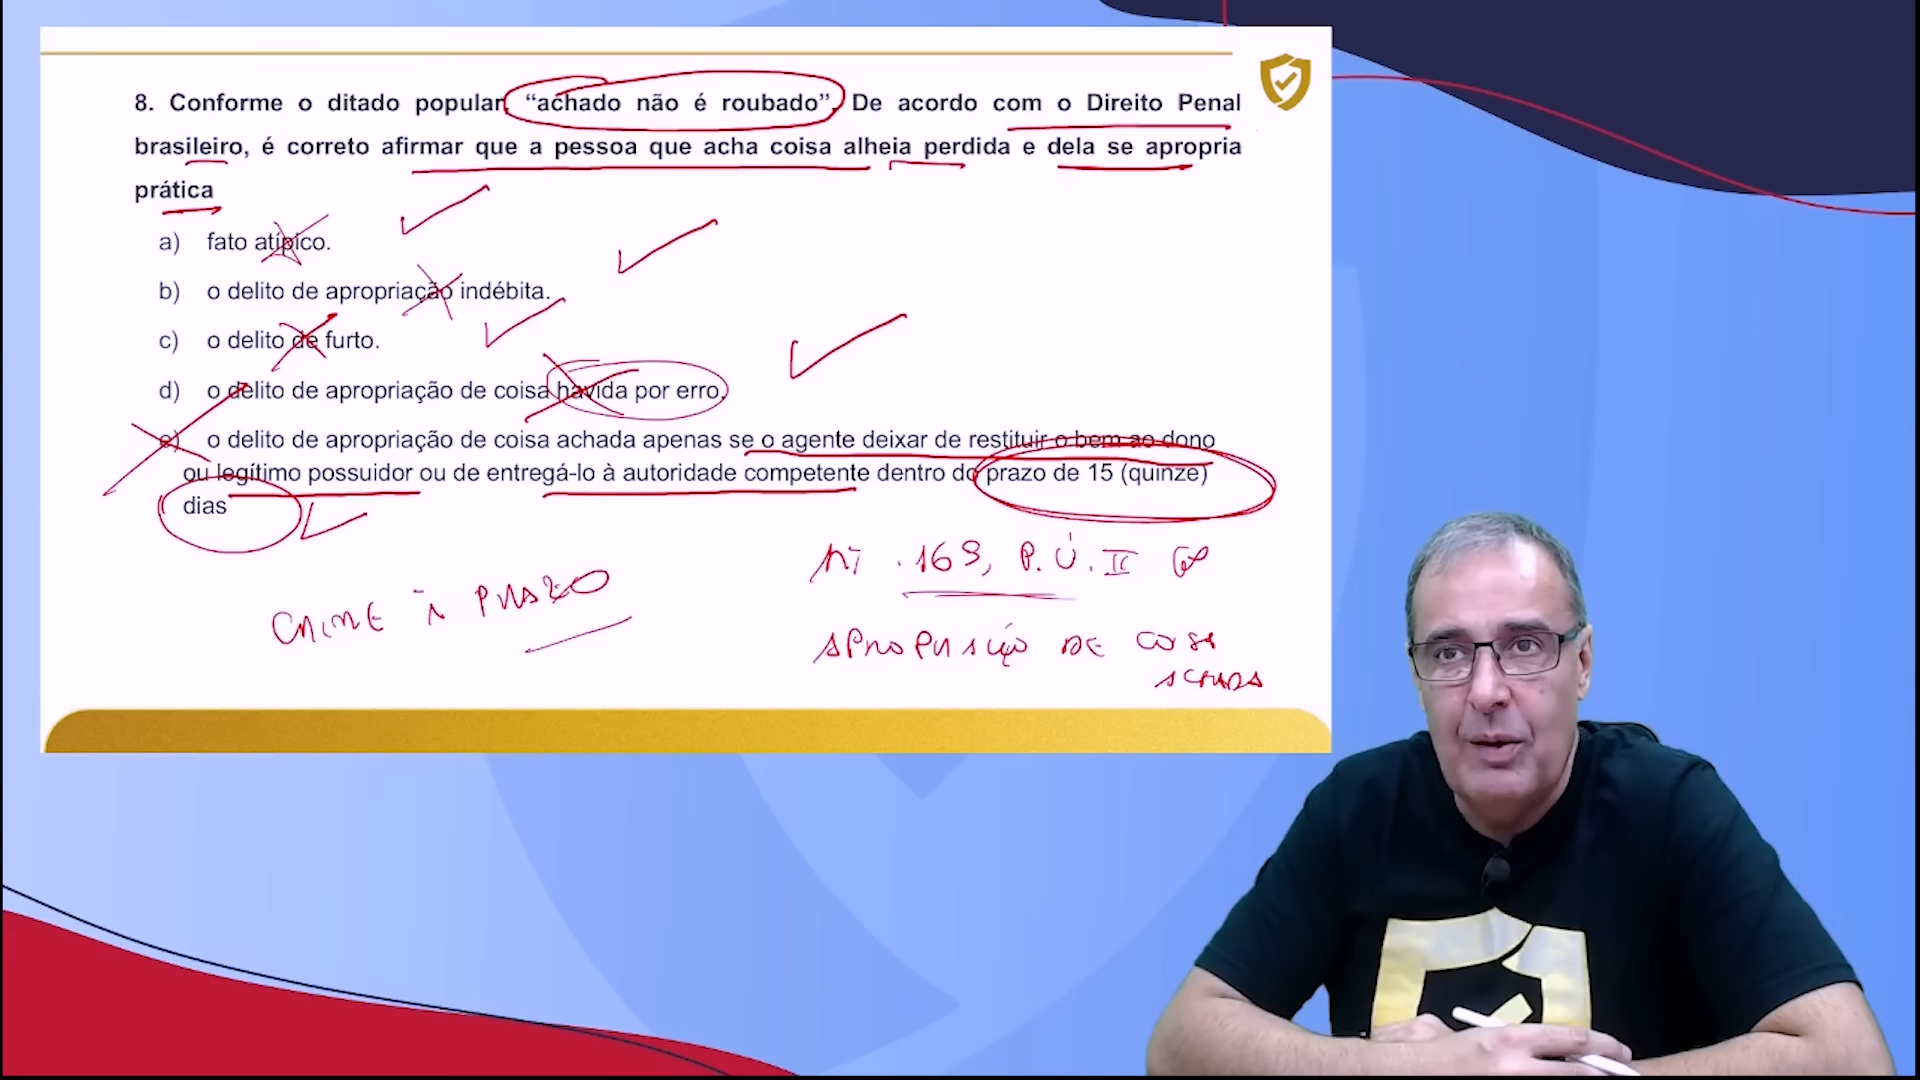 8. Conforme o ditado popular, “achado não é roubado”. De acordo com o Direito Penal
brasileiro, é correto afirmar que a pessoa que acha coisa alheia perdida e dela se apropria
prática
a) fato atípico.
b) o delito de apropriação indébita.
c) o delito de furto.
d) o delito de apropriação de coisa havida por erro.
e) o delito de apropriação de coisa achada apenas se o agente deixar de restituir o bem ao dono
ou legítimo possuidor ou de entregá-lo à autoridade competente dentro do prazo de 15 (quinze)
dias
169, P.Ú. II CP
CRIME À PRAZO
APROPRIAÇÃO DE COISA
ACHADA